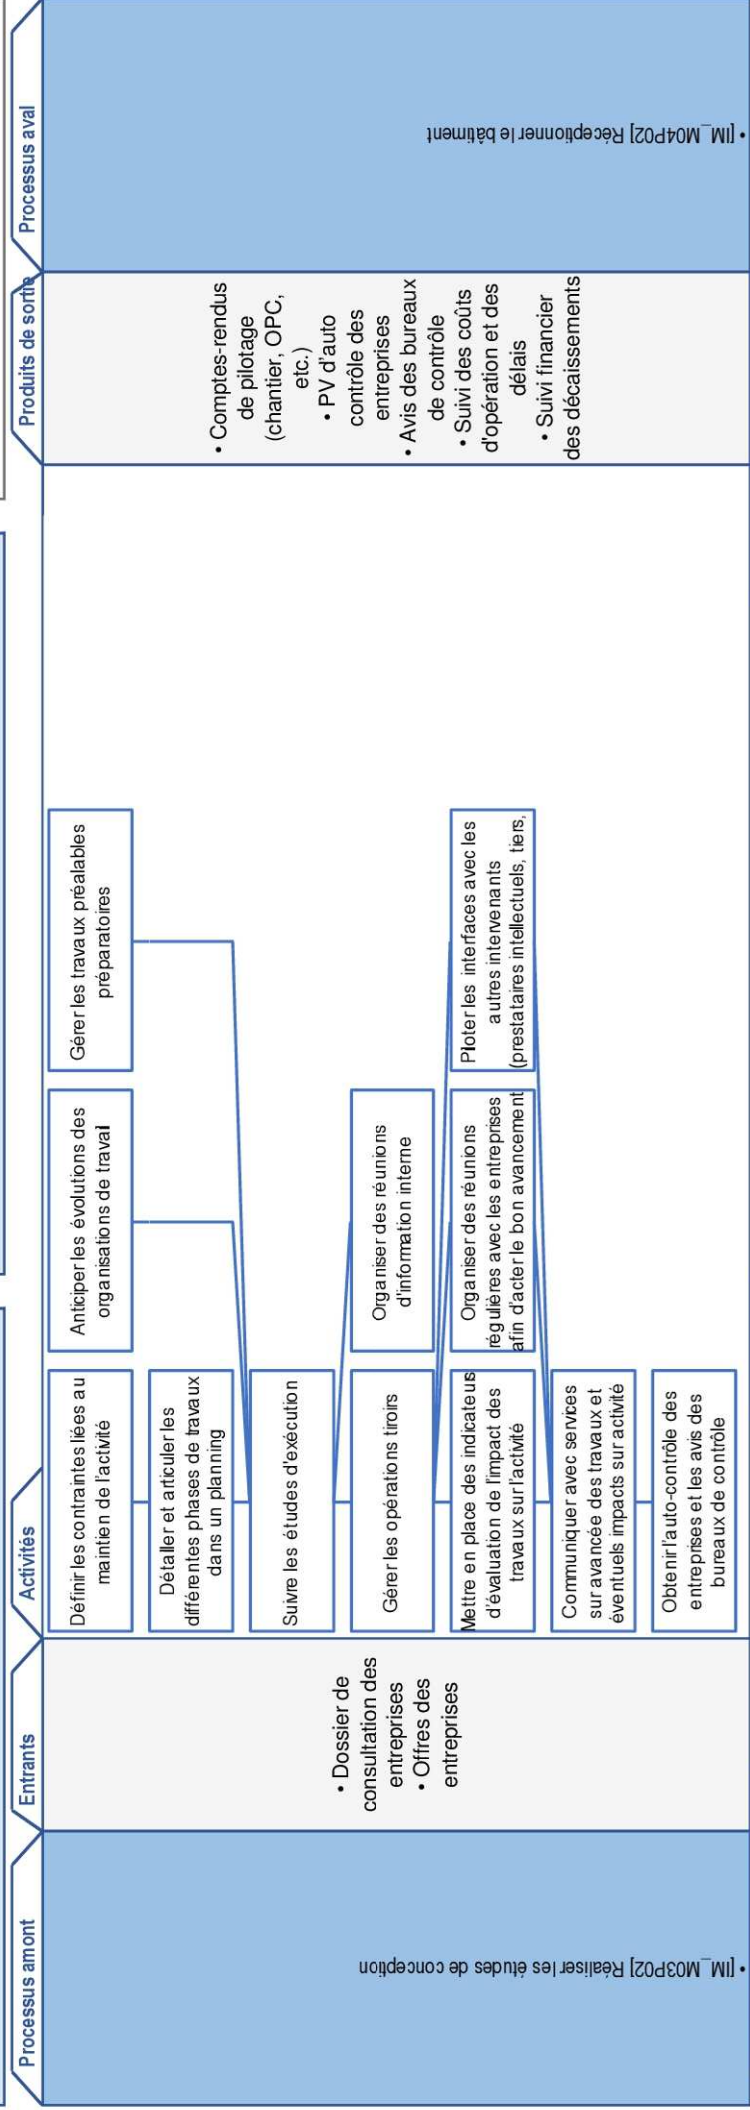 Processus amont
Entrants
Activités
Produits de sortie
Processus aval
• [IM_M03P02] Réaliser les études de conception
• Dossier de
consultation des
entreprises
• Offres des
entreprises
Définir les contraintes liées au
maintien de l'activité
Anticiper les évolutions des
organisations de travail
Gérer les travaux préalables
préparatoires
Détailler et articuler les
différentes phases de travaux
dans un planning
Suivre les études d'exécution
Gérer les opérations tiroirs
Organiser des réunions
d'information interne
Mettre en place des indicateurs
d'évaluation de l'impact des
travaux sur l'activité
Organiser des réunions
régulières avec les entreprises
afin d'acter le bon avancement
Piloter les interfaces avec les
autres intervenants
(prestataires intellectuels, tiers,
Communiquer avec services
sur avancée des travaux et
éventuels impacts sur activité
Obtenir l'auto-contrôle des
entreprises et les avis des
bureaux de contrôle
• Comptes-rendus
de pilotage
(chantier, OPC,
etc.)
• PV d'auto
contrôle des
entreprises
• Avis des bureaux
de contrôle
• Suivi des coûts
d'opération et des
délais
• Suivi financier
des décaissements
• [IM_M04P02] Réceptionner le bâtiment